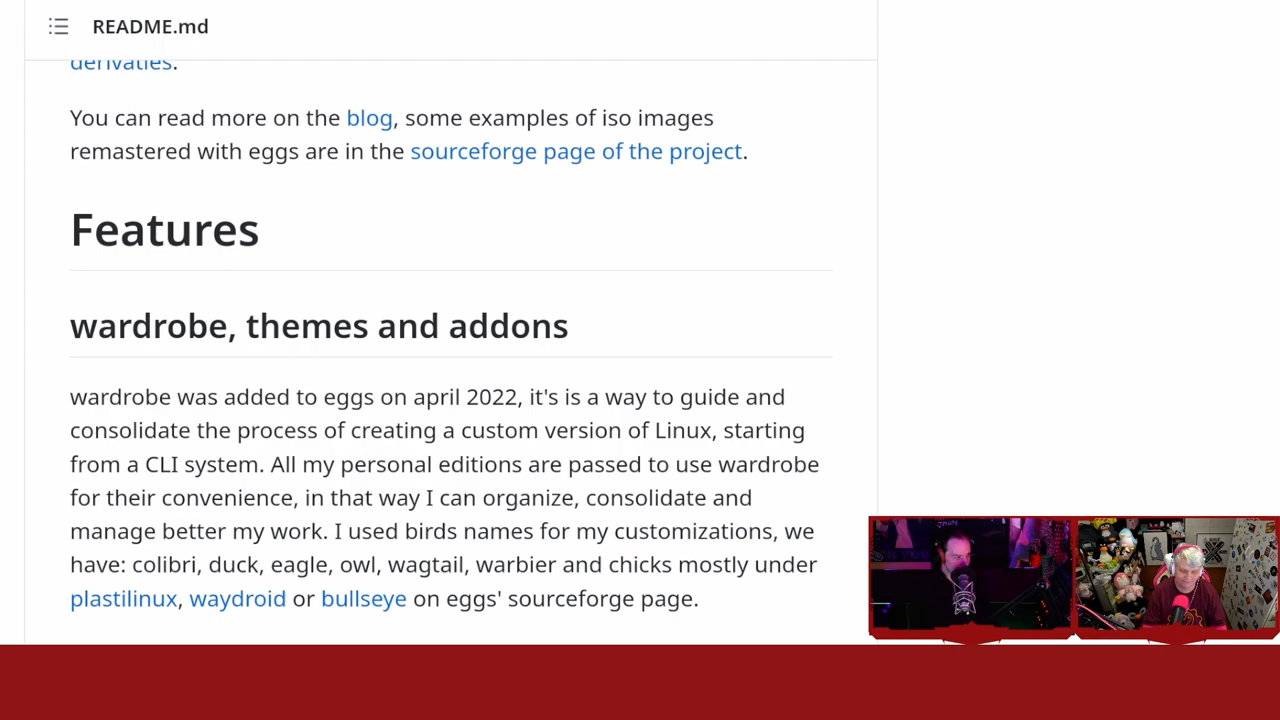 README.md
derivaties.
You can read more on the blog, some examples of iso images
remastered with eggs are in the sourceforge page of the project.
Features
wardrobe, themes and addons
wardrobe was added to eggs on april 2022, it's is a way to guide and
consolidate the process of creating a custom version of Linux, starting
from a CLI system. All my personal editions are passed to use wardrobe
for their convenience, in that way I can organize, consolidate and
manage better my work. I used birds names for my customizations, we
have: colibri, duck, eagle, owl, wagtail, warbier and chicks mostly under
plastilinux, waydroid or bullseye on eggs' sourceforge page.